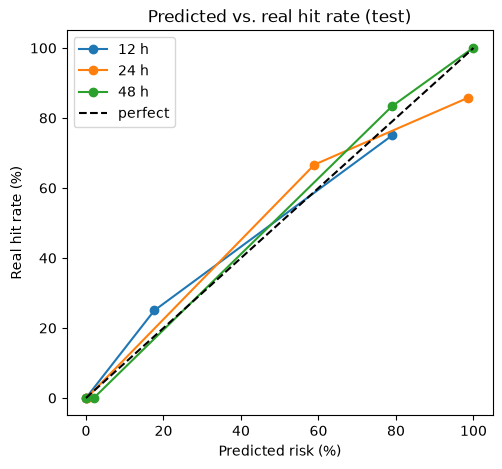 Predicted vs. real hit rate (test)
12 h
24 h
48 h
perfect
Real hit rate (%)
100
80
60
40
20
0
0 20 40 60 80 100
Predicted risk (%)